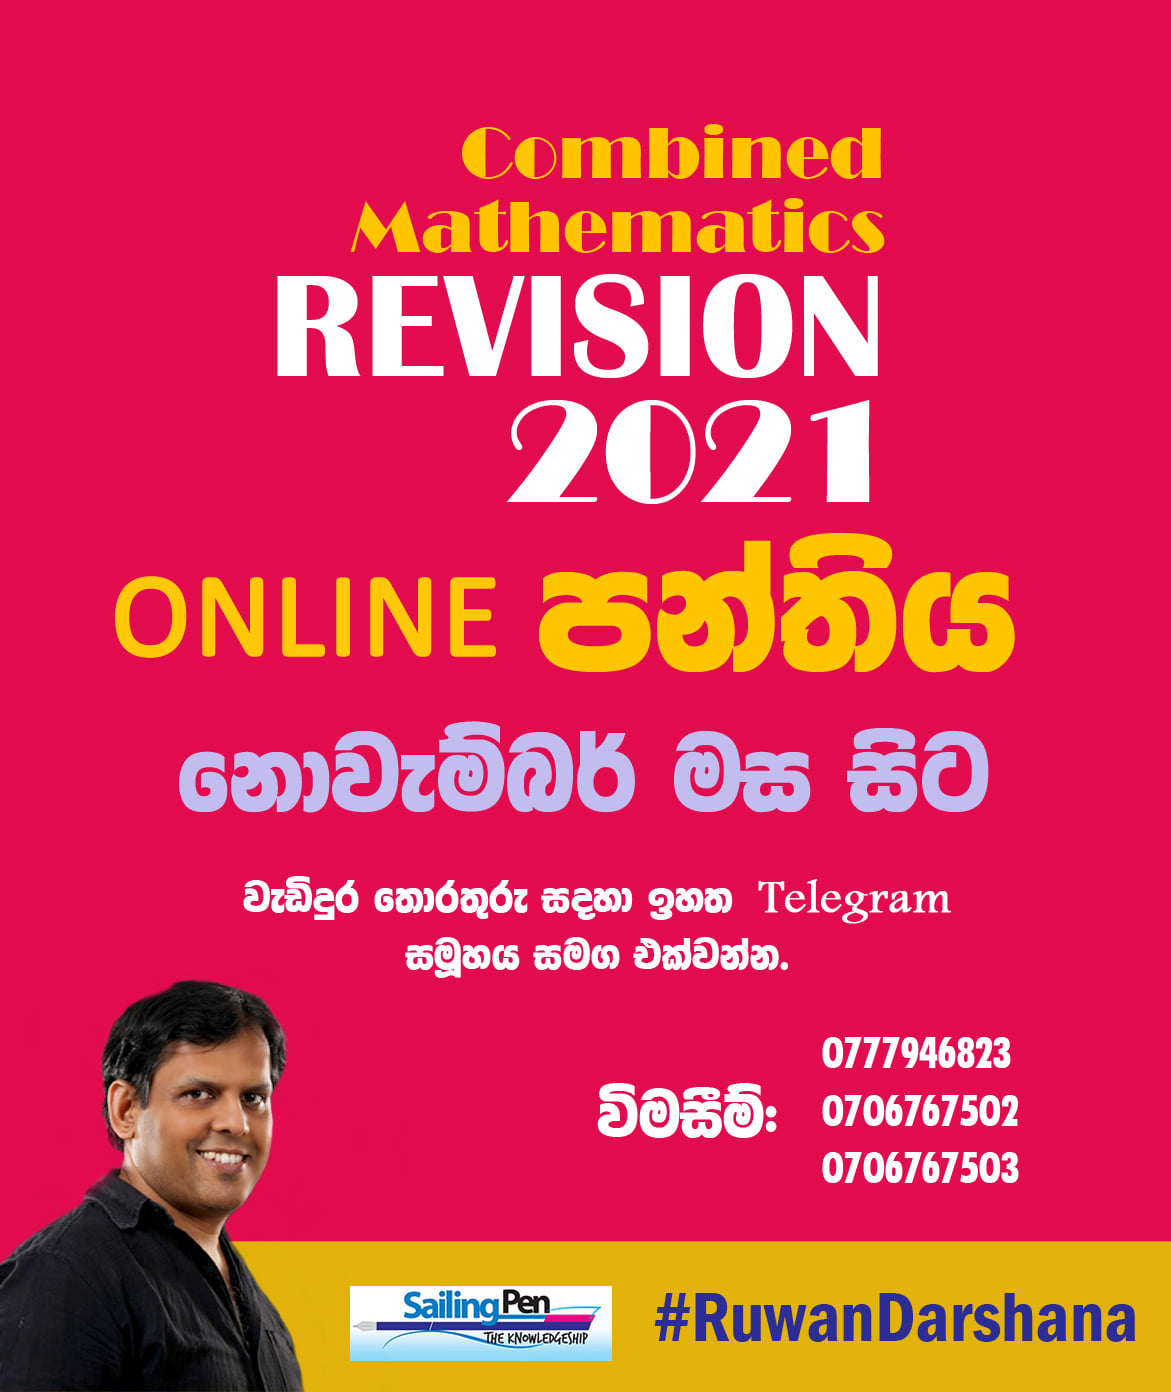 Combined
Mathematics
REVISION
2021
ONLINE පන්තිය
නොවැම්බර් මස සිට
වැඩිදුර තොරතුරු සදහා ඉහත Telegram
සමූහය සමග එක්වන්න.
විමසීම්:
0777946823
0706767502
0706767503
SailingPen
THE KNOWLEDGESHIP
#RuwanDarshana